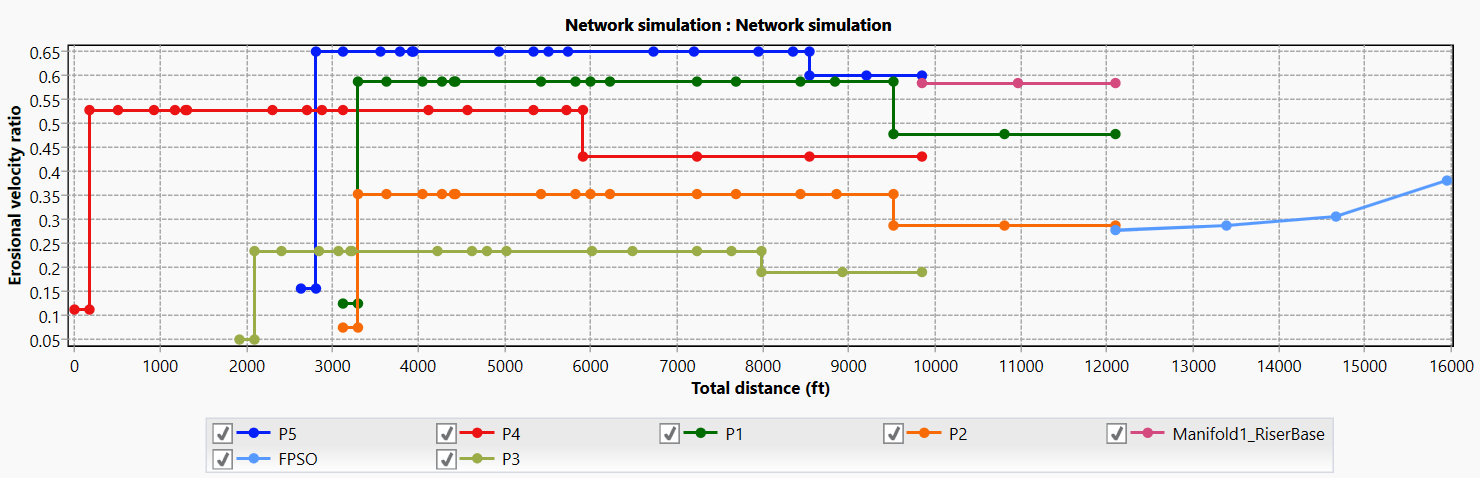 Network simulation : Network simulation
Erosional velocity ratio
0.65
0.6
0.55
0.5
0.45
0.4
0.35
0.3
0.25
0.2
0.15
0.1
0.05
0 1000 2000 3000 4000 5000 6000 7000 8000 9000 10000 11000 12000 13000 14000 15000 16000
Total distance (ft)
P5 P4 P1 P2 Manifold1_RiserBase
FPSO P3